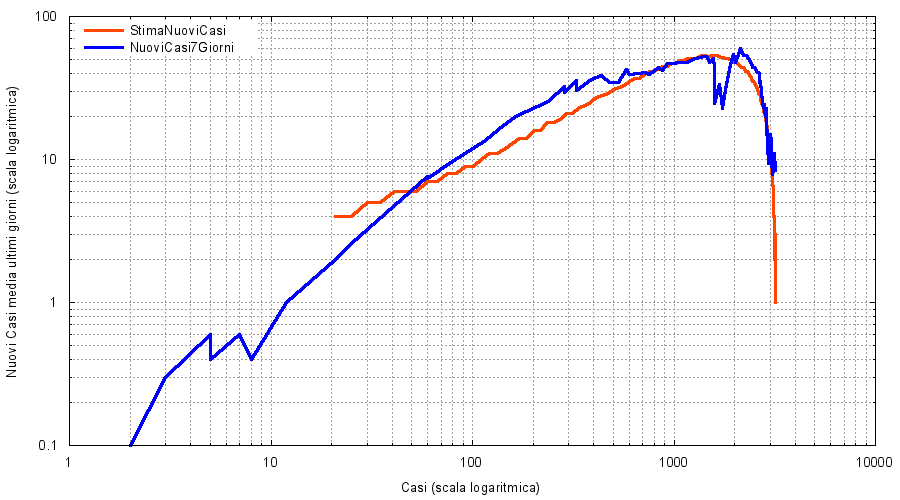 100
StimaNuoviCasi
NuoviCasi7Giorni
10
1
0.1
1
10
100
1000
10000
Nuovi Casi media ultimi giorni (scala logaritmica)
Casi (scala logaritmica)